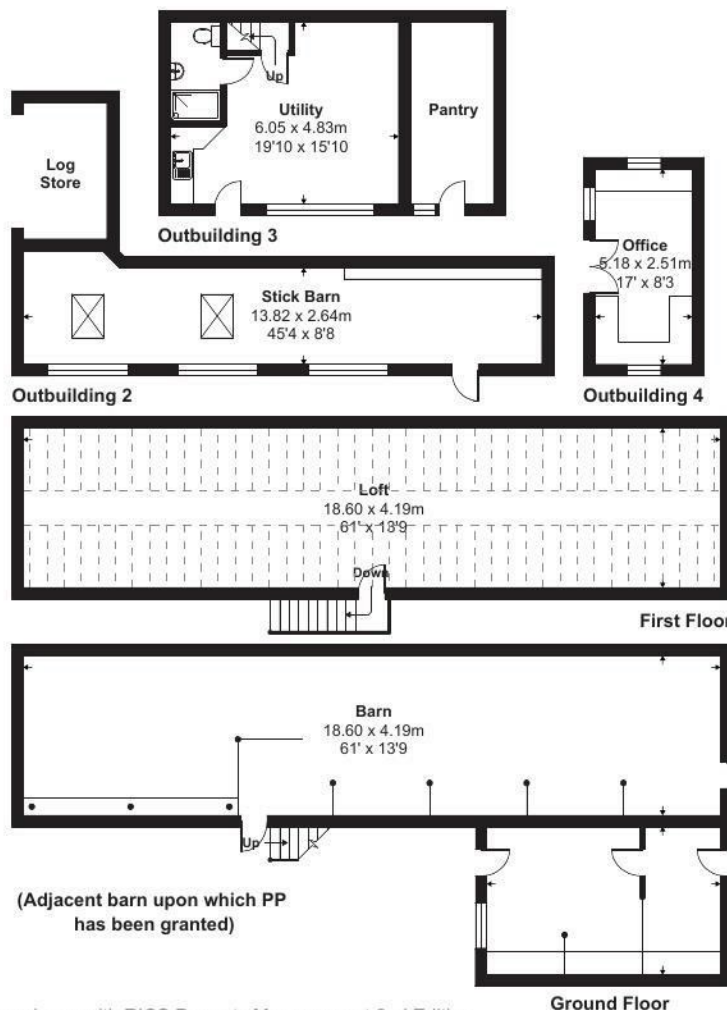 Up
Utility
6.05 x 4.83m
19'10 x 15'10
Pantry
Log
Store
Outbuilding 3
Office
5.18 x 2.51m
17' x 8'3
Stick Barn
13.82 x 2.64m
45'4 x 8'8
Outbuilding 2
Outbuilding 4
Loft
18.60 x 4.19m
61' x 13'9
Down
First Floor
Barn
18.60 x 4.19m
61' x 13'9
Up
(Adjacent barn upon which PP
has been granted)
Ground Floor